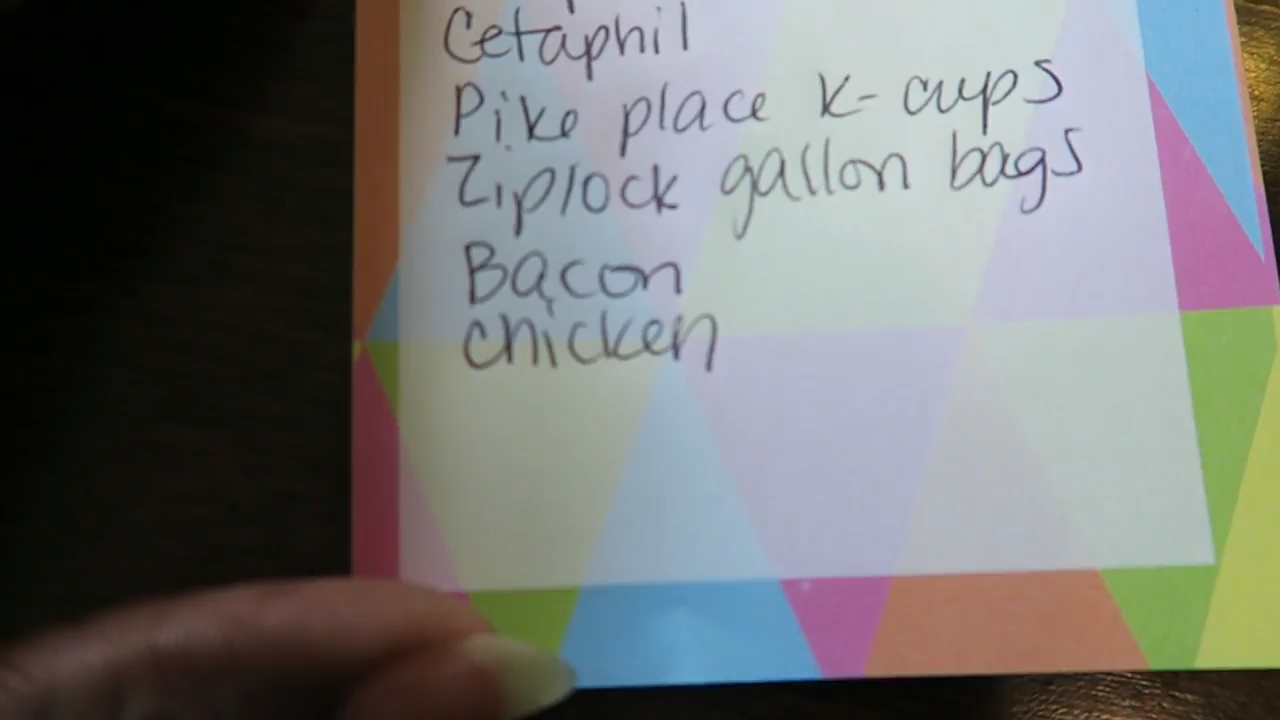 Cetaphil
Pike place K-cups
Ziplock gallon bags
Bacon
chicken